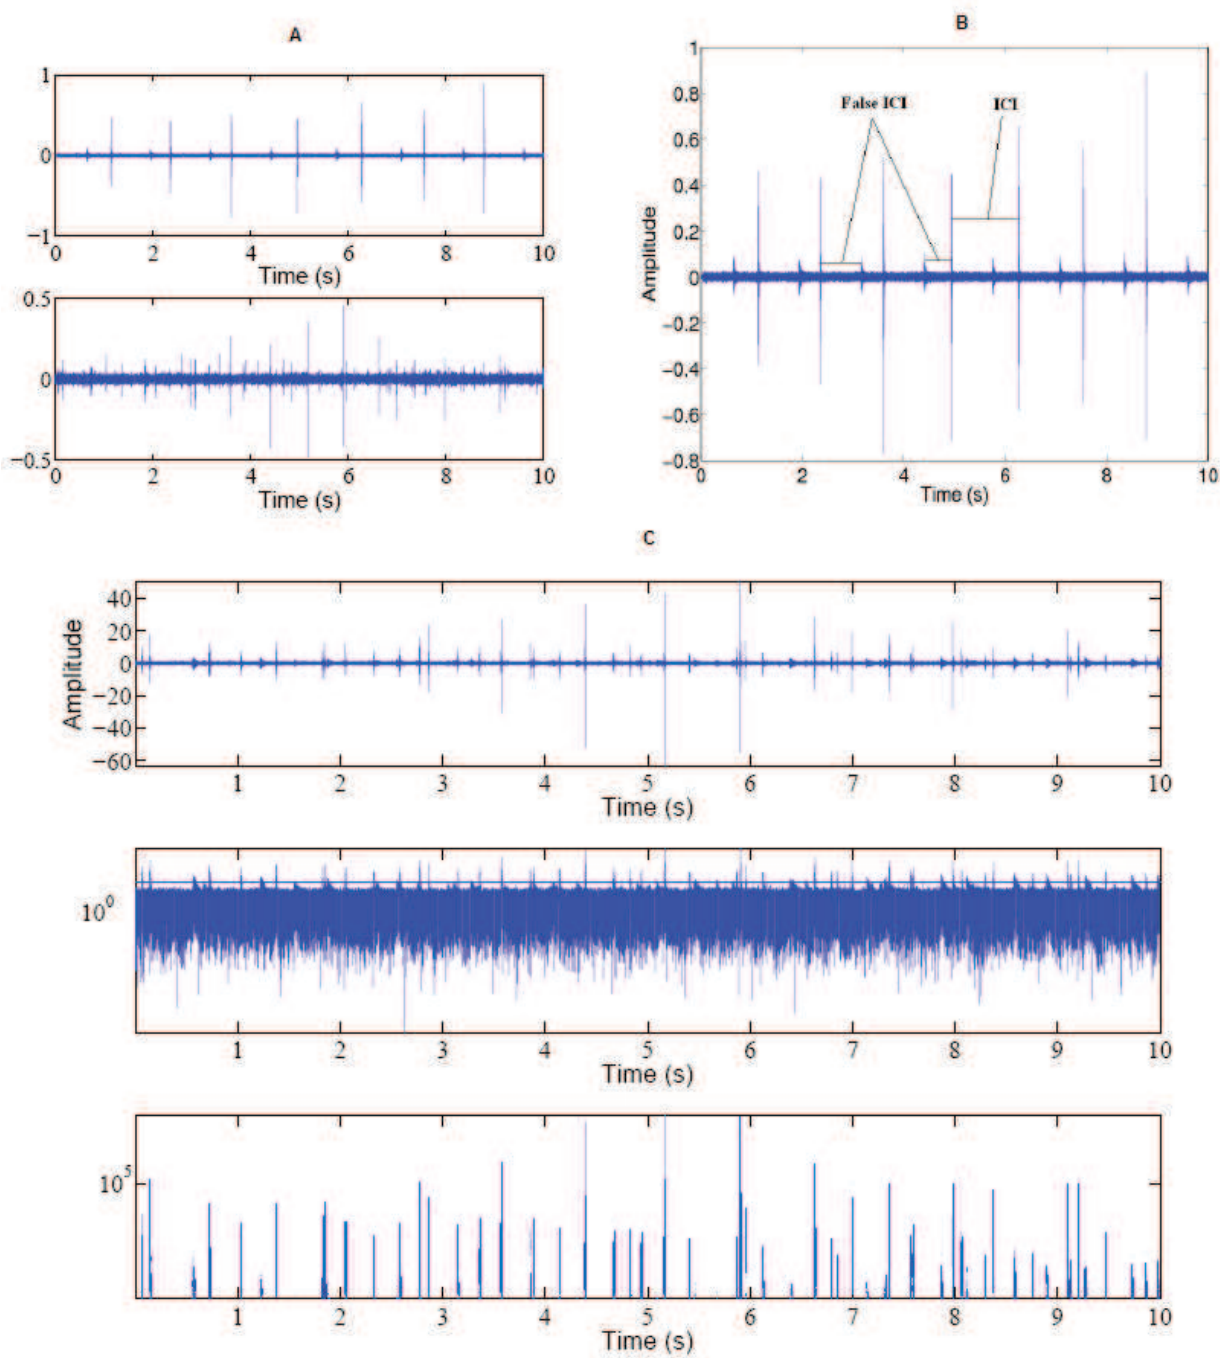 A
1
0
−1
0 2 4 6 8 10
Time (s)
0.5
0
−0.5
0 2 4 6 8 10
Time (s)
B
1
0.8
0.6
0.4
0.2
0
−0.2
−0.4
−0.6
−0.8
Amplitude
False ICI
ICI
0 2 4 6 8 10
Time (s)
C
40
20
0
−20
−40
−60
Amplitude
1 2 3 4 5 6 7 8 9 10
Time (s)
10⁰
1 2 3 4 5 6 7 8 9 10
Time (s)
10⁵
1 2 3 4 5 6 7 8 9 10
Time (s)